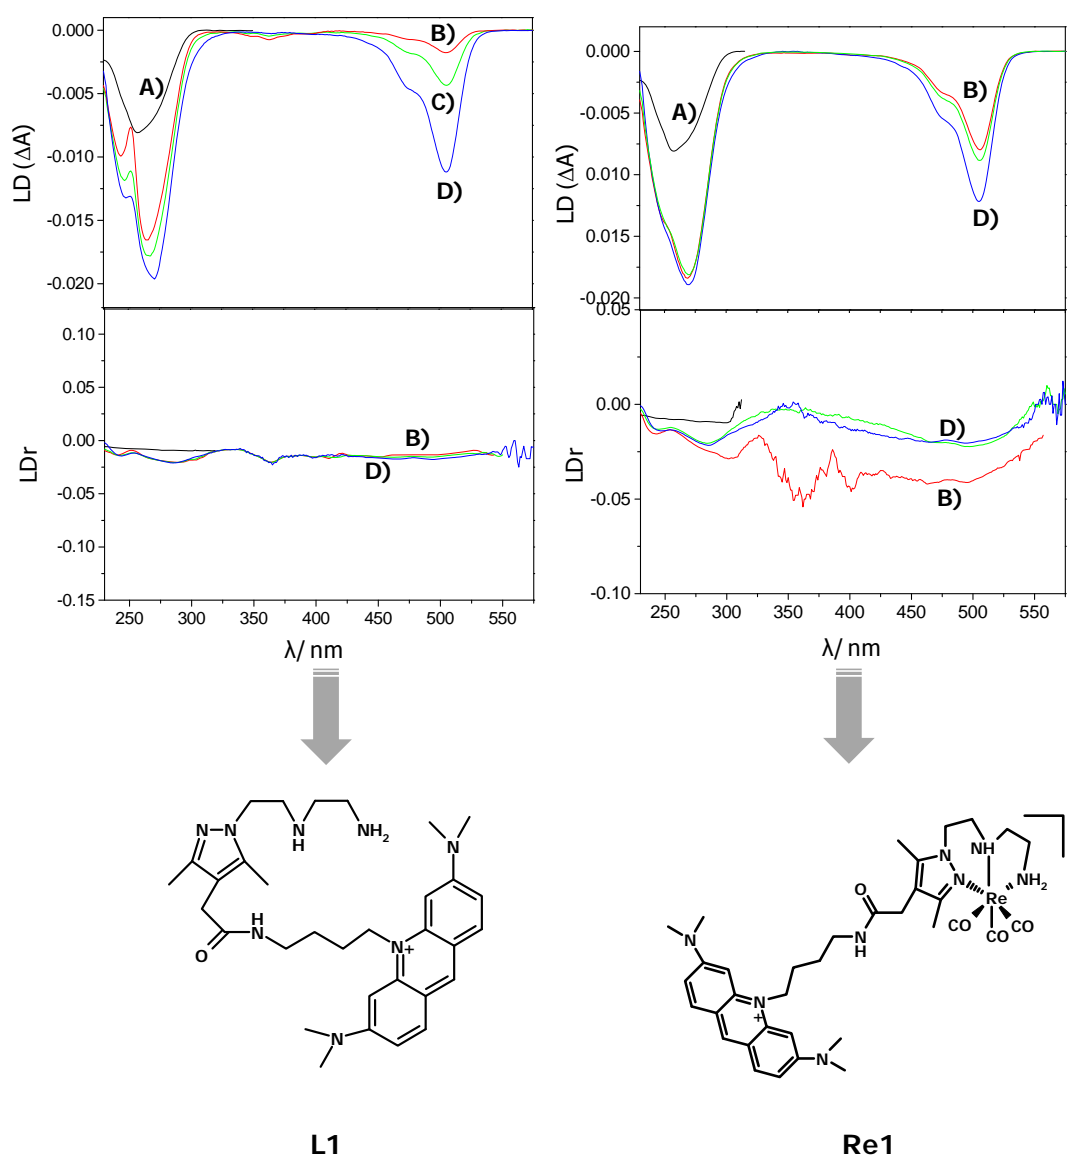 0.000
-0.005
-0.010
-0.015
-0.020
LD (ΔA)
A)
B)
C)
D)
0.10
0.05
0.00
-0.05
-0.10
-0.15
LDr
B)
D)
250 300 350 400 450 500
λ/ nm
0.000
0.005
0.010
0.015
-0.020
LD (ΔA)
A)
B)
D)
0.05
0.00
-0.05
-0.10
LDr
D)
B)
250 300 350 400 450 500 550
λ/ nm
N N
N
H
NH2
O
N
H
N
N+
N
L1
N
N
NH
NH2
Re
CO
CO
CO
O
N
H
N
N
+
N
Re1